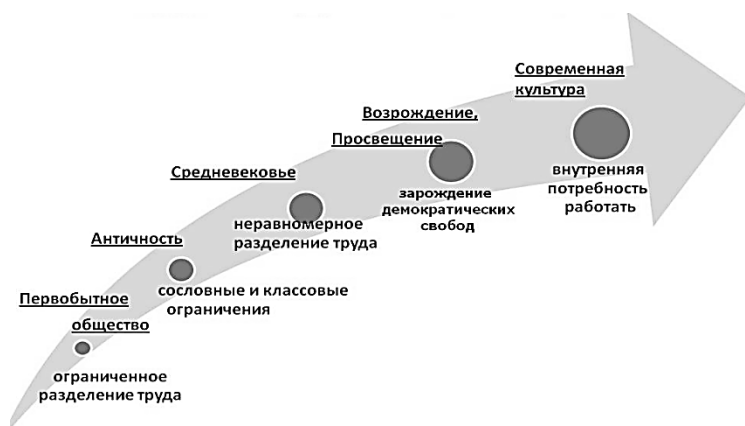 Современная
культура
внутренняя
потребность
работать
Возрождение,
Просвещение
зарождение
демократических
свобод
Средневековье
неравномерное
разделение труда
Античность
сословные и классовые
ограничения
Первобытное
общество
ограниченное
разделение труда